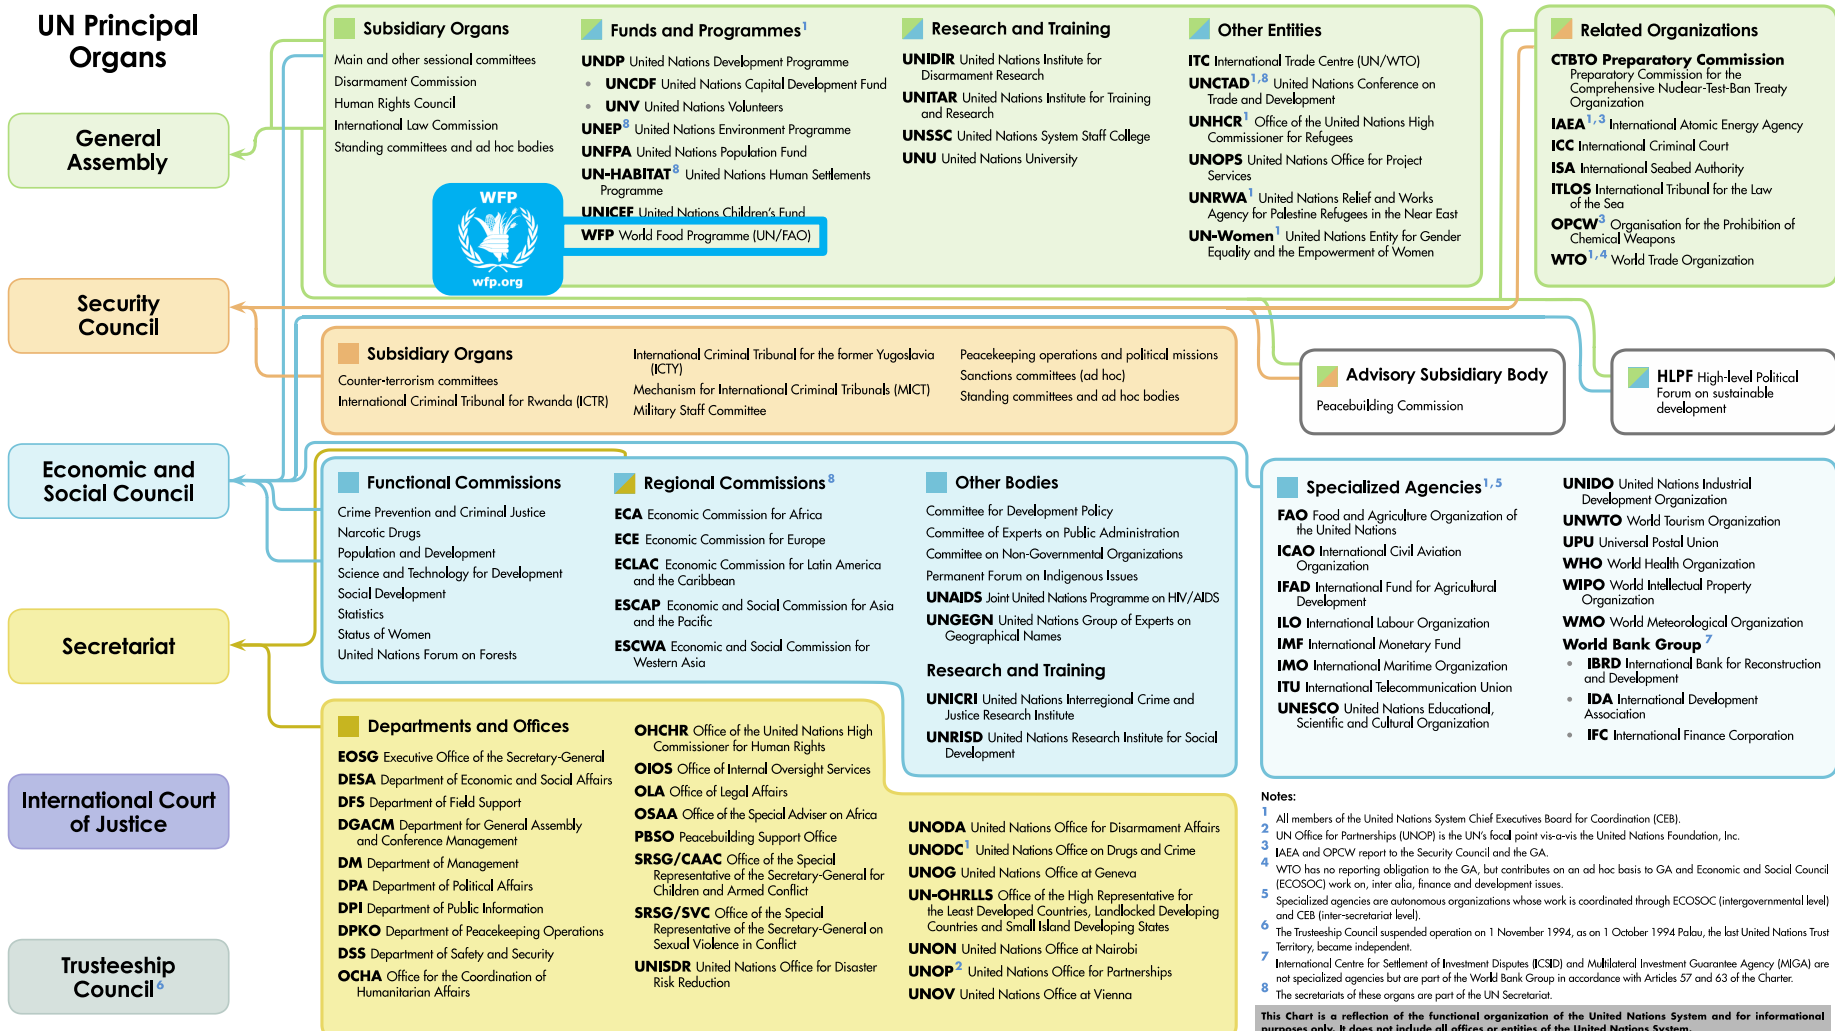 UN Principal
Organs
General
Assembly
Security
Council
Economic and
Social Council
Secretariat
International Court
of Justice
Trusteeship
Council 6
Subsidiary Organs
Main and other sessional committees
Disarmament Commission
Human Rights Council
International Law Commission
Standing committees and ad hoc bodies
Funds and Programmes1
UNDP United Nations Development Programme
• UNCDF United Nations Capital Development Fund
• UNV United Nations Volunteers
UNEP8 United Nations Environment Programme
UNFPA United Nations Population Fund
UN-HABITAT8 United Nations Human Settlements
Programme
UNICEF United Nations Children's Fund
WFP World Food Programme (UN/FAO)
WFP
wfp.org
Research and Training
UNIDIR United Nations Institute for
Disarmament Research
UNITAR United Nations Institute for Training
and Research
UNSSC United Nations System Staff College
UNU United Nations University
Other Entities
ITC International Trade Centre (UN/WTO)
UNCTAD1,8 United Nations Conference on
Trade and Development
UNHCR1 Office of the United Nations High
Commissioner for Refugees
UNOPS United Nations Office for Project
Services
UNRWA1 United Nations Relief and Works
Agency for Palestine Refugees in the Near East
UN-Women1 United Nations Entity for Gender
Equality and the Empowerment of Women
Related Organizations
CTBTO Preparatory Commission
Preparatory Commission for the
Comprehensive Nuclear-Test-Ban Treaty
Organization
IAEA1,3 International Atomic Energy Agency
ICC International Criminal Court
ISA International Seabed Authority
ITLOS International Tribunal for the Law
of the Sea
OPCW3 Organisation for the Prohibition of
Chemical Weapons
WTO1,4 World Trade Organization
Subsidiary Organs
Counter-terrorism committees
International Criminal Tribunal for Rwanda (ICTR)
International Criminal Tribunal for the former Yugoslavia
(ICTY)
Mechanism for International Criminal Tribunals (MICT)
Military Staff Committee
Peacekeeping operations and political missions
Sanctions committees (ad hoc)
Standing committees and ad hoc bodies
Advisory Subsidiary Body
Peacebuilding Commission
HLPF High-level Political
Forum on sustainable
development
Functional Commissions
Crime Prevention and Criminal Justice
Narcotic Drugs
Population and Development
Science and Technology for Development
Social Development
Statistics
Status of Women
United Nations Forum on Forests
Regional Commissions8
ECA Economic Commission for Africa
ECE Economic Commission for Europe
ECLAC Economic Commission for Latin America
and the Caribbean
ESCAP Economic and Social Commission for Asia
and the Pacific
ESCWA Economic and Social Commission for
Western Asia
Other Bodies
Committee for Development Policy
Committee of Experts on Public Administration
Committee on Non-Governmental Organizations
Permanent Forum on Indigenous Issues
UNAIDS Joint United Nations Programme on HIV/AIDS
UNGEGN United Nations Group of Experts on
Geographical Names
Research and Training
UNICRI United Nations Interregional Crime and
Justice Research Institute
UNRISD United Nations Research Institute for Social
Development
Specialized Agencies1,5
FAO Food and Agriculture Organization of
the United Nations
ICAO International Civil Aviation
Organization
IFAD International Fund for Agricultural
Development
ILO International Labour Organization
IMF International Monetary Fund
IMO International Maritime Organization
ITU International Telecommunication Union
UNESCO United Nations Educational,
Scientific and Cultural Organization
UNIDO United Nations Industrial
Development Organization
UNWTO World Tourism Organization
UPU Universal Postal Union
WHO World Health Organization
WIPO World Intellectual Property
Organization
WMO World Meteorological Organization
World Bank Group7
• IBRD International Bank for Reconstruction
and Development
• IDA International Development
Association
• IFC International Finance Corporation
Departments and Offices
EOSG Executive Office of the Secretary-General
DESA Department of Economic and Social Affairs
DFS Department of Field Support
DGACM Department for General Assembly
and Conference Management
DM Department of Management
DPA Department of Political Affairs
DPI Department of Public Information
DPKO Department of Peacekeeping Operations
DSS Department of Safety and Security
OCHA Office for the Coordination of
Humanitarian Affairs
OHCHR Office of the United Nations High
Commissioner for Human Rights
OIOS Office of Internal Oversight Services
OLA Office of Legal Affairs
OSAA Office of the Special Adviser on Africa
PBSO Peacebuilding Support Office
SRSG/CAAC Office of the Special
Representative of the Secretary-General for
Children and Armed Conflict
SRSG/SVC Office of the Special
Representative of the Secretary-General on
Sexual Violence in Conflict
UNISDR United Nations Office for Disaster
Risk Reduction
UNODA United Nations Office for Disarmament Affairs
UNODC1 United Nations Office on Drugs and Crime
UNOG United Nations Office at Geneva
UN-OHRLLS Office of the High Representative for
the Least Developed Countries, Landlocked Developing
Countries and Small Island Developing States
UNON United Nations Office at Nairobi
UNOP2 United Nations Office for Partnerships
UNOV United Nations Office at Vienna
Notes:
1 All members of the United Nations System Chief Executives Board for Coordination (CEB).
2 UN Office for Partnerships (UNOP) is the UN's focal point vis-a-vis the United Nations Foundation, Inc.
3 IAEA and OPCW report to the Security Council and the GA.
4 WTO has no reporting obligation to the GA, but contributes on an ad hoc basis to GA and Economic and Social Council
(ECOSOC) work on, inter alia, finance and development issues.
5 Specialized agencies are autonomous organizations whose work is coordinated through ECOSOC (intergovernmental level)
and CEB (inter-secretariat level).
6 The Trusteeship Council suspended operation on 1 November 1994, as on 1 October 1994 Palau, the last United Nations Trust
Territory, became independent.
7 International Centre for Settlement of Investment Disputes (ICSID) and Multilateral Investment Guarantee Agency (MIGA) are
not specialized agencies but are part of the World Bank Group in accordance with Articles 57 and 63 of the Charter.
8 The secretariats of these organs are part of the UN Secretariat.
This Chart is a reflection of the functional organization of the United Nations System and for informational
purposes only. It does not include all offices or entities of the United Nations System.